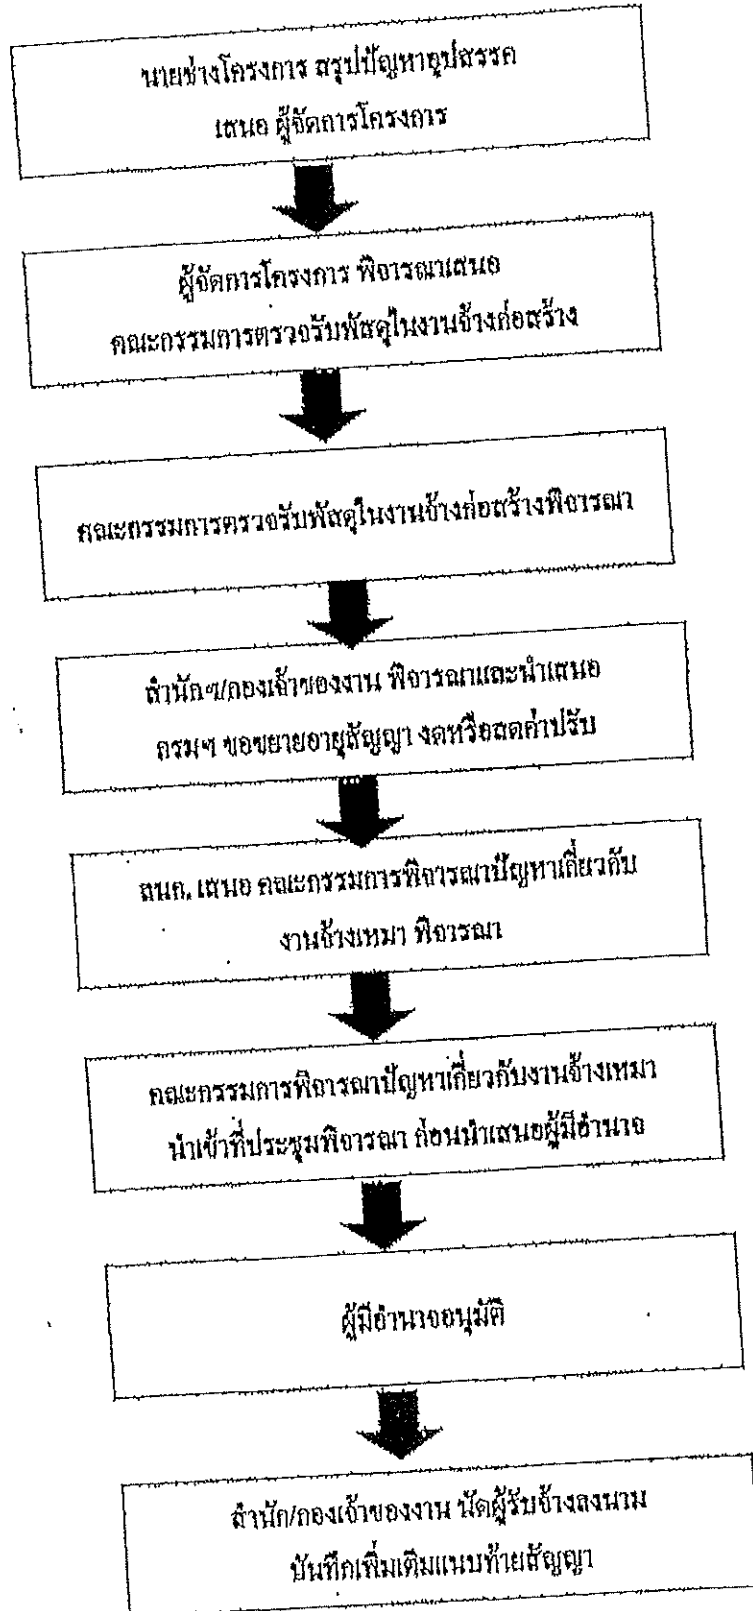 นายช่างโครงการ สรุปปัญหาอุปสรรค
เสนอ ผู้จัดการโครงการ
ผู้จัดการโครงการ พิจารณาเสนอ
คณะกรรมการตรวจรับพัสดุในงานจ้างก่อสร้าง
คณะกรรมการตรวจรับพัสดุในงานจ้างก่อสร้างพิจารณา
สำนักฯ/กองเจ้าของงาน พิจารณาและนำเสนอ
กรมฯ ขอขยายอายุสัญญา งดหรือลดค่าปรับ
สนก. เสนอ คณะกรรมการพิจารณาปัญหาเกี่ยวกับ
งานจ้างเหมา พิจารณา
คณะกรรมการพิจารณาปัญหาเกี่ยวกับงานจ้างเหมา
นำเข้าที่ประชุมพิจารณา ก่อนนำเสนอผู้มีอำนาจ
ผู้มีอำนาจอนุมัติ
สำนัก/กองเจ้าของงาน นัดผู้รับจ้างลงนาม
บันทึกเพิ่มเติมแนบท้ายสัญญา